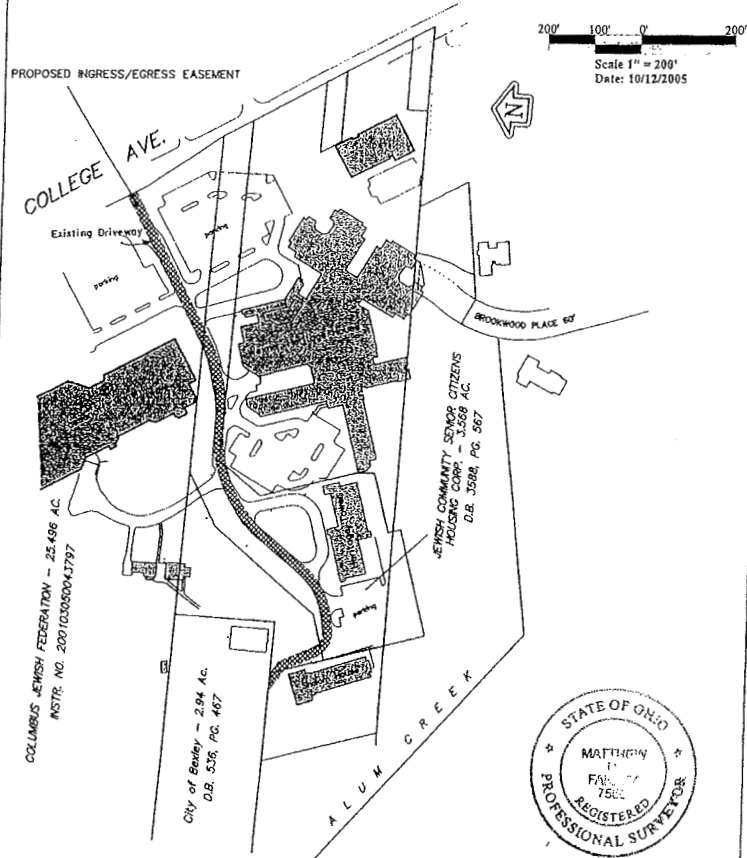 200' 100' 0' 200'
Scale 1" = 200'
Date: 10/12/2005
N
PROPOSED INGRESS/EGRESS EASEMENT
COLLEGE AVE.
Existing Driveway
parking
parking
BROOKWOOD PLACE 60'
JEWISH COMMUNITY SENIOR CITIZENS
HOUSING CORP. - 3.568 AC.
D.B. 3588, PG. 567
parking
COLUMBUS JEWISH FEDERATION - 25.496 AC.
INSTR. NO. 200103050043797
City of Bexley - 2.94 Ac.
D.B. 536, PG. 467
ALUM CREEK
STATE OF OHIO
MATTHEW
REGISTERED
PROFESSIONAL SURVEYOR